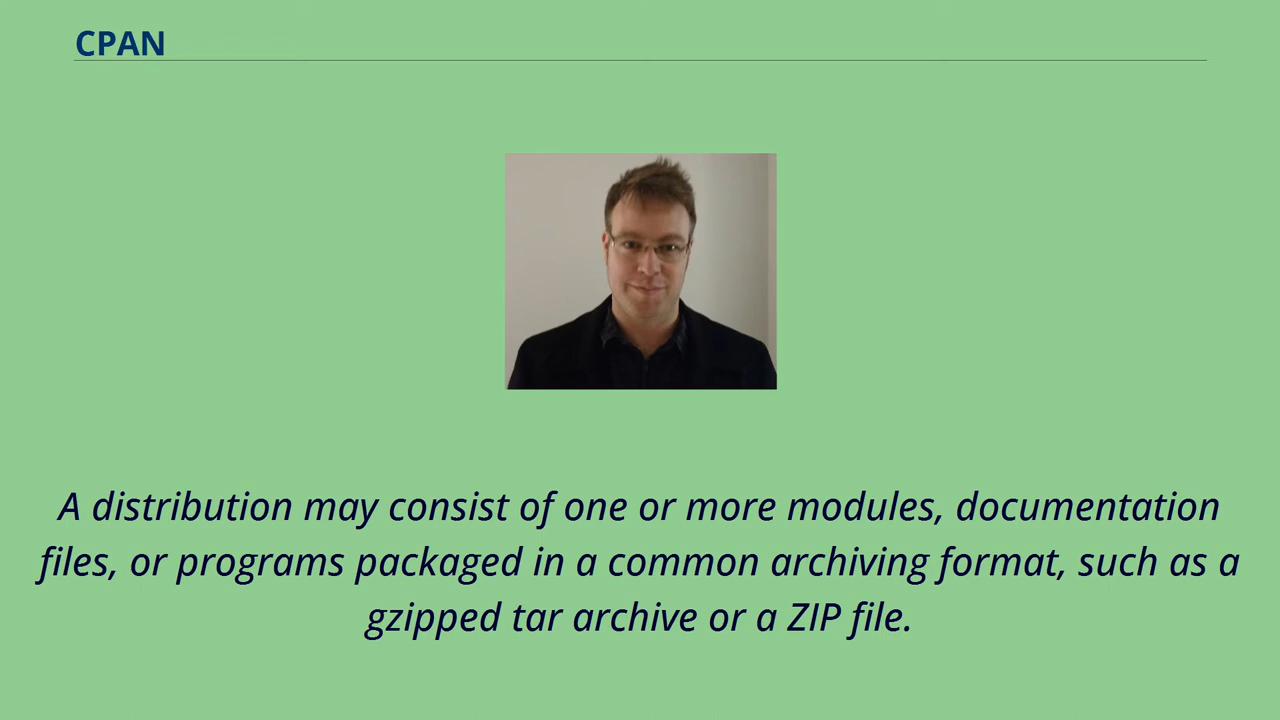 CPAN
A distribution may consist of one or more modules, documentation
files, or programs packaged in a common archiving format, such as a
gzipped tar archive or a ZIP file.